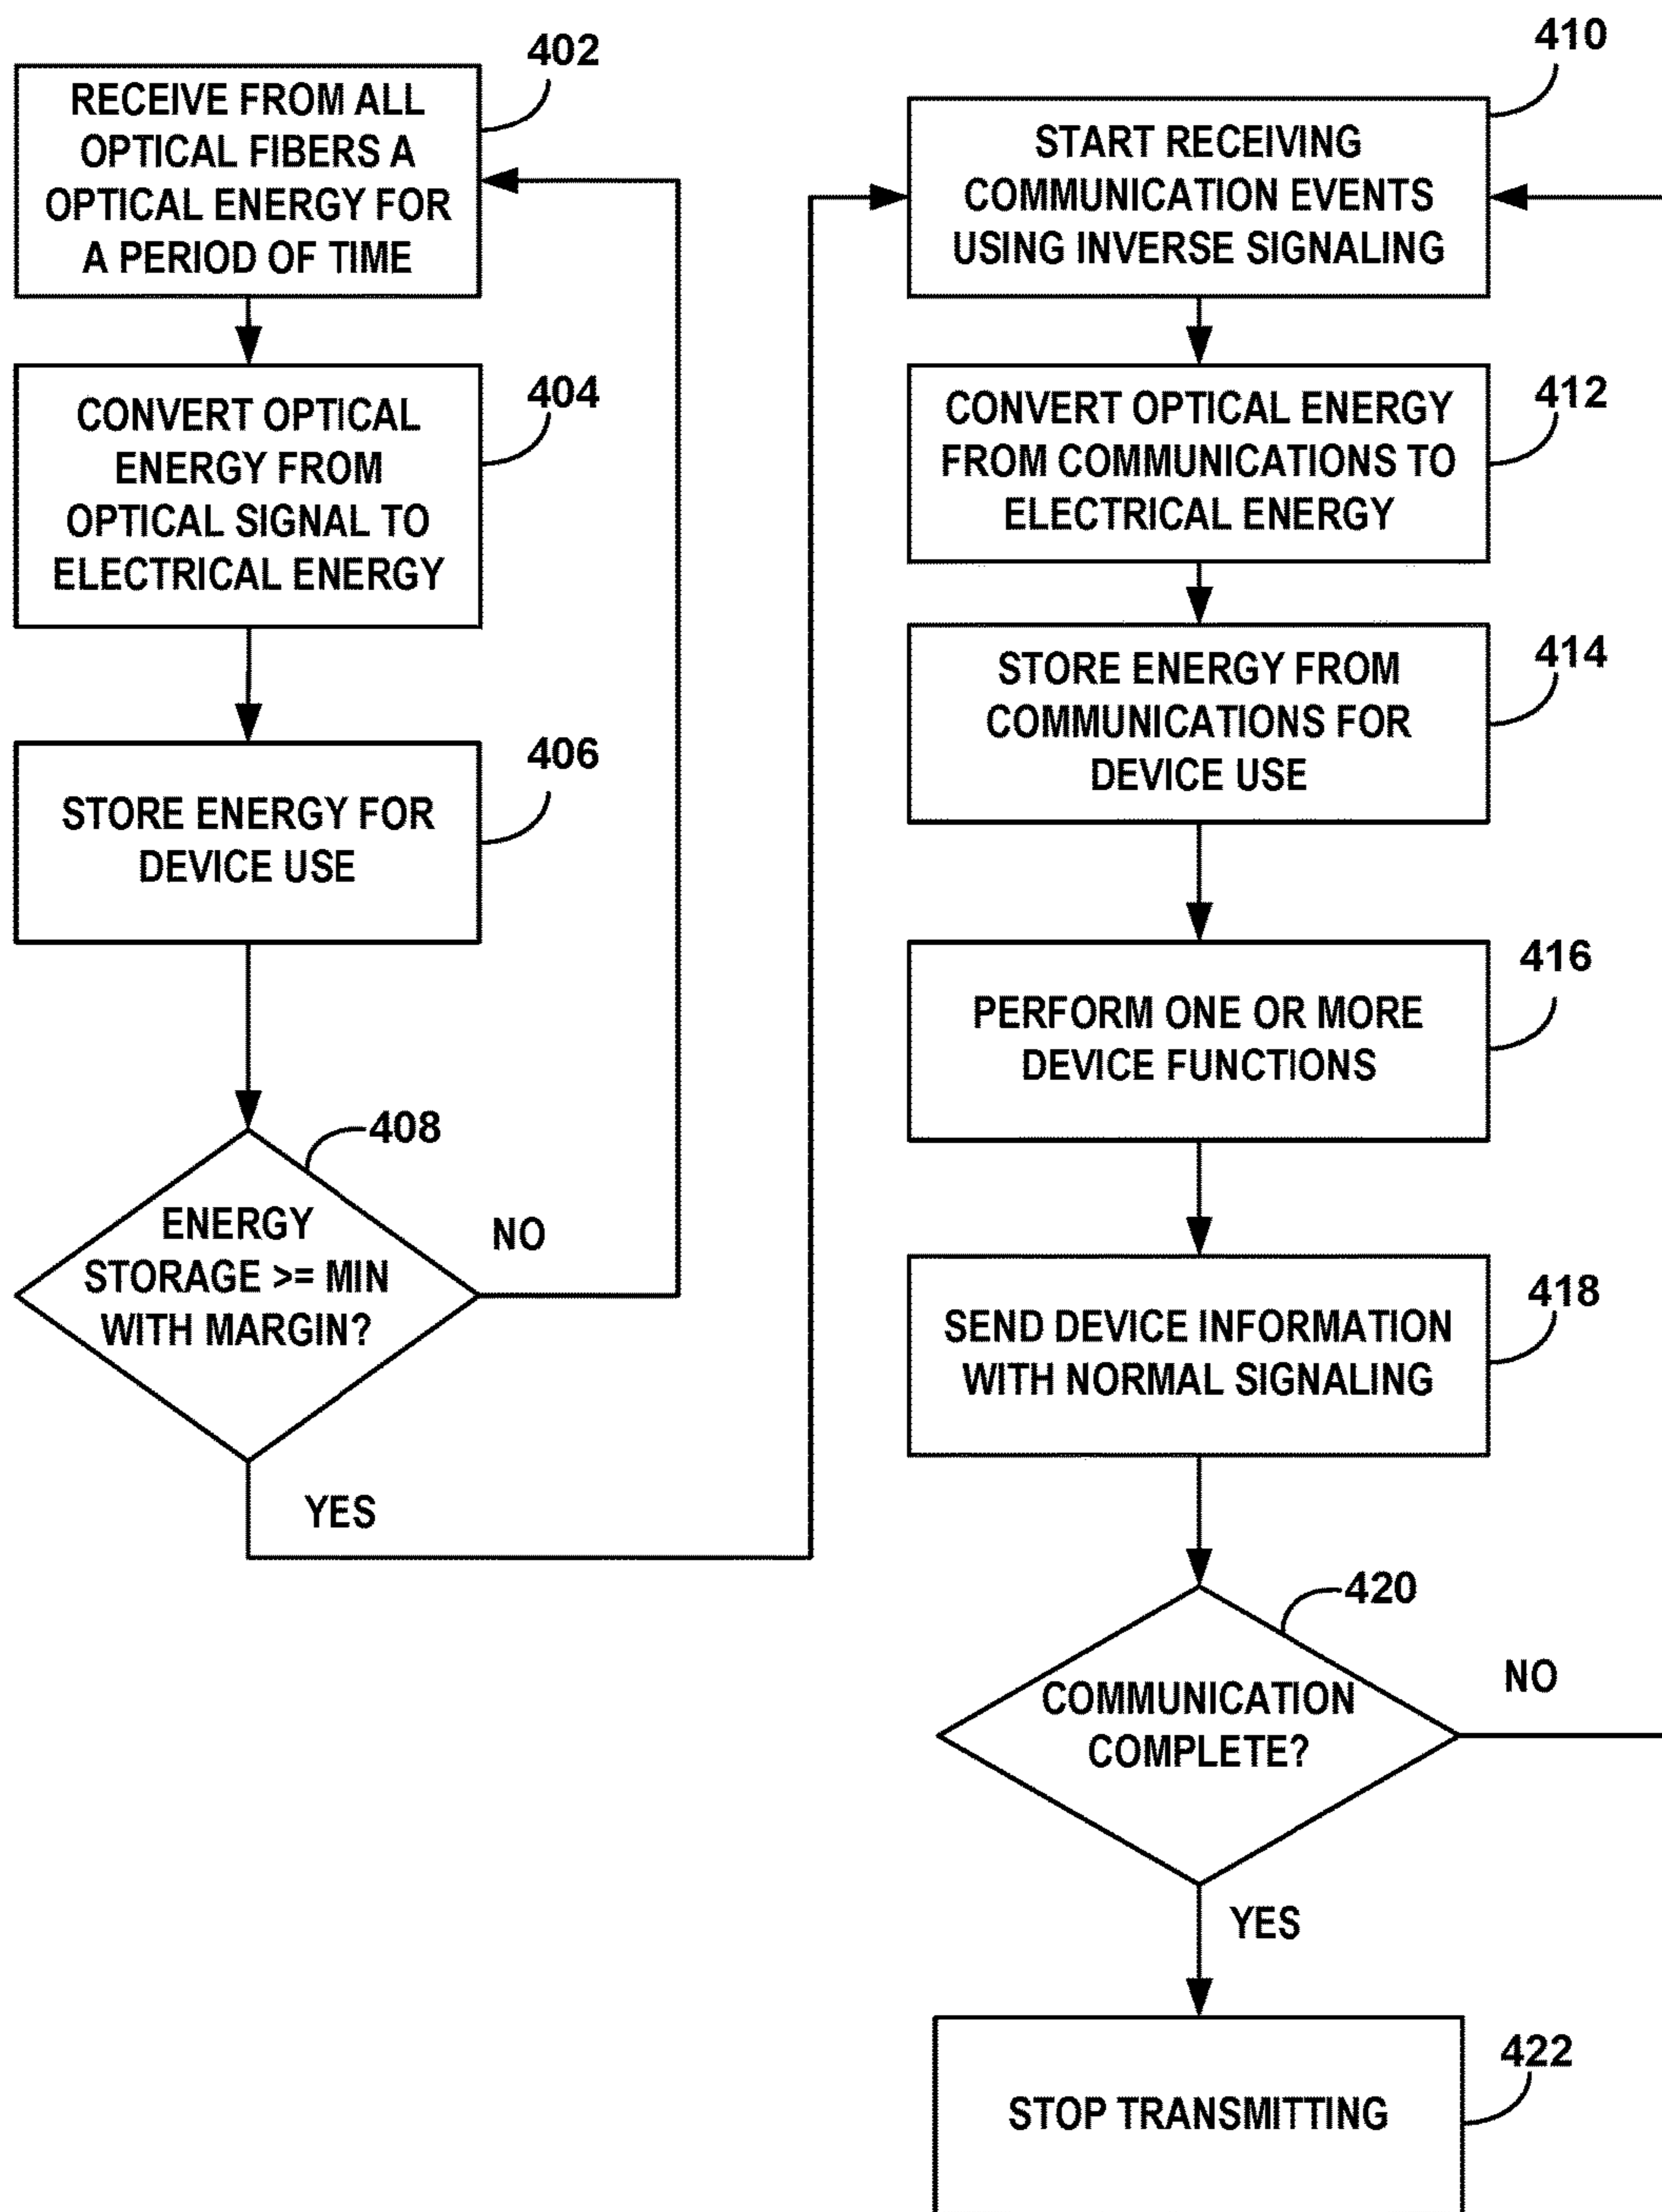 402
RECEIVE FROM ALL
OPTICAL FIBERS A
OPTICAL ENERGY FOR
A PERIOD OF TIME
404
CONVERT OPTICAL
ENERGY FROM
OPTICAL SIGNAL TO
ELECTRICAL ENERGY
406
STORE ENERGY FOR
DEVICE USE
408
ENERGY
STORAGE >= MIN
WITH MARGIN?
NO
YES
410
START RECEIVING
COMMUNICATION EVENTS
USING INVERSE SIGNALING
412
CONVERT OPTICAL ENERGY
FROM COMMUNICATIONS TO
ELECTRICAL ENERGY
414
STORE ENERGY FROM
COMMUNICATIONS FOR
DEVICE USE
416
PERFORM ONE OR MORE
DEVICE FUNCTIONS
418
SEND DEVICE INFORMATION
WITH NORMAL SIGNALING
420
COMMUNICATION
COMPLETE?
NO
YES
422
STOP TRANSMITTING